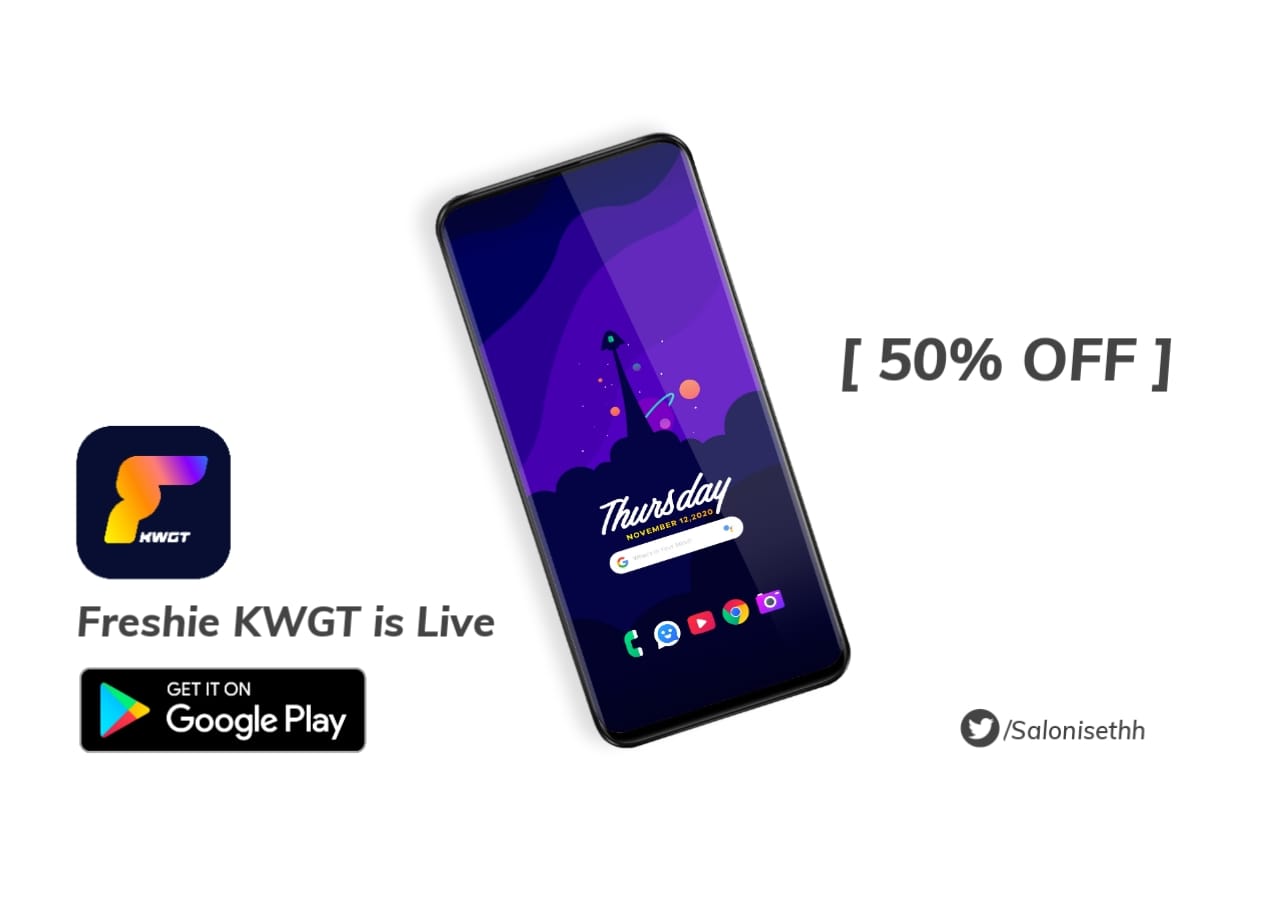 [ 50% OFF ]
KWGT
Freshie KWGT is Live
GET IT ON
Google Play
Thursday
NOVEMBER 12,2020
/Salonisethh